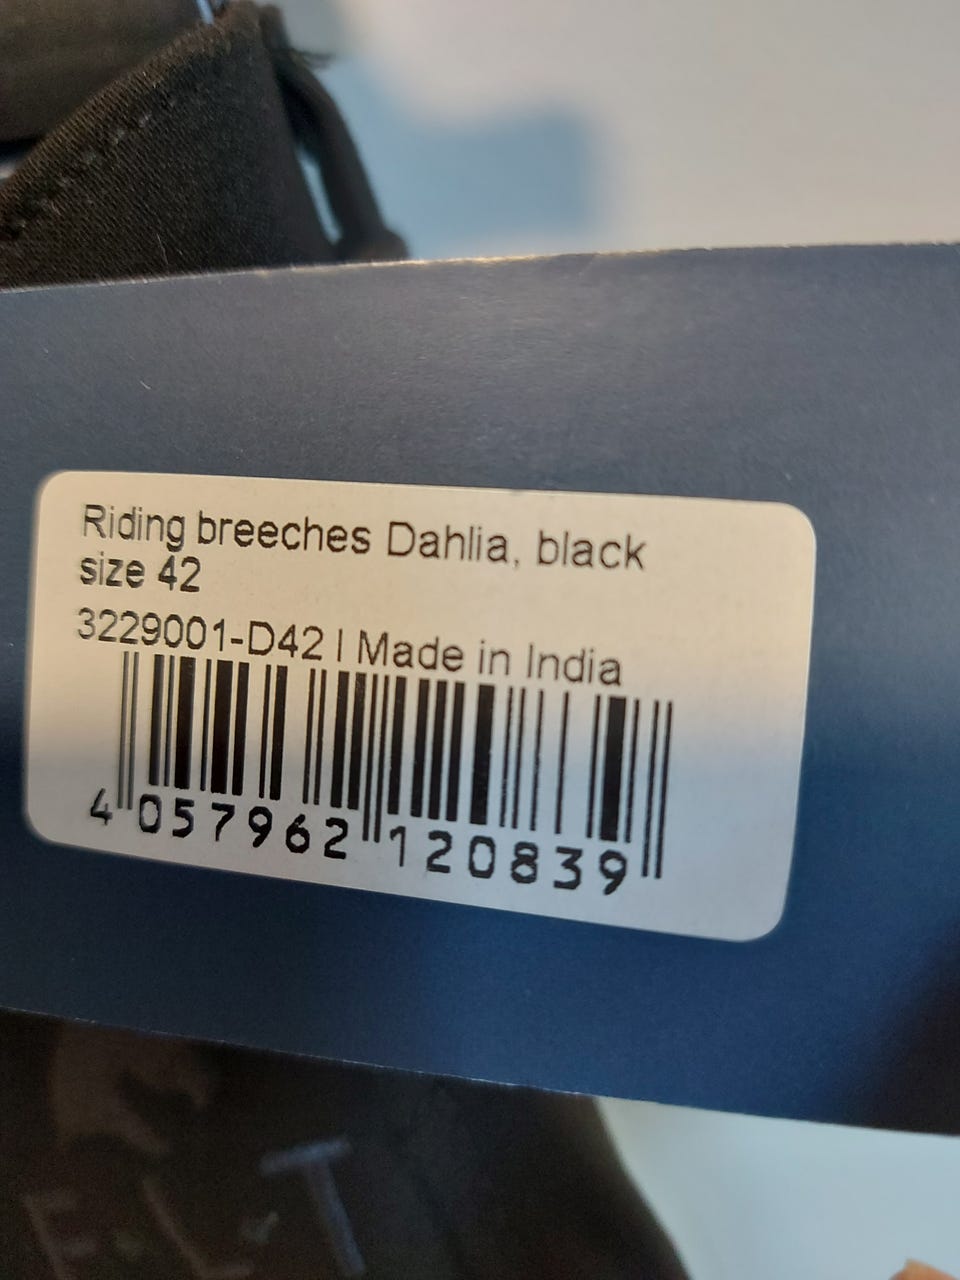 Riding breeches Dahlia, black
size 42
3229001-D42 | Made in India
4 057962 120839
E.L.T